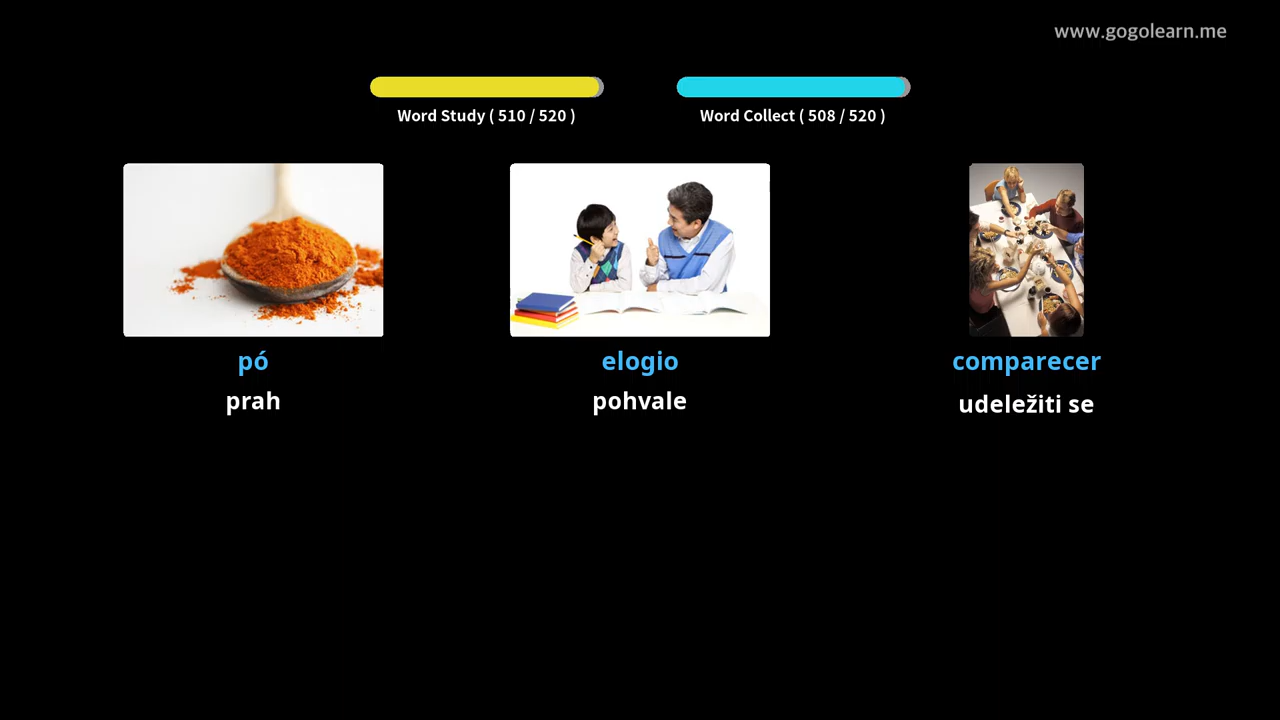 www.gogolearn.me
Word Study ( 510 / 520 )
Word Collect ( 508 / 520 )
pó
elogio
comparecer
prah
pohvale
udeležiti se